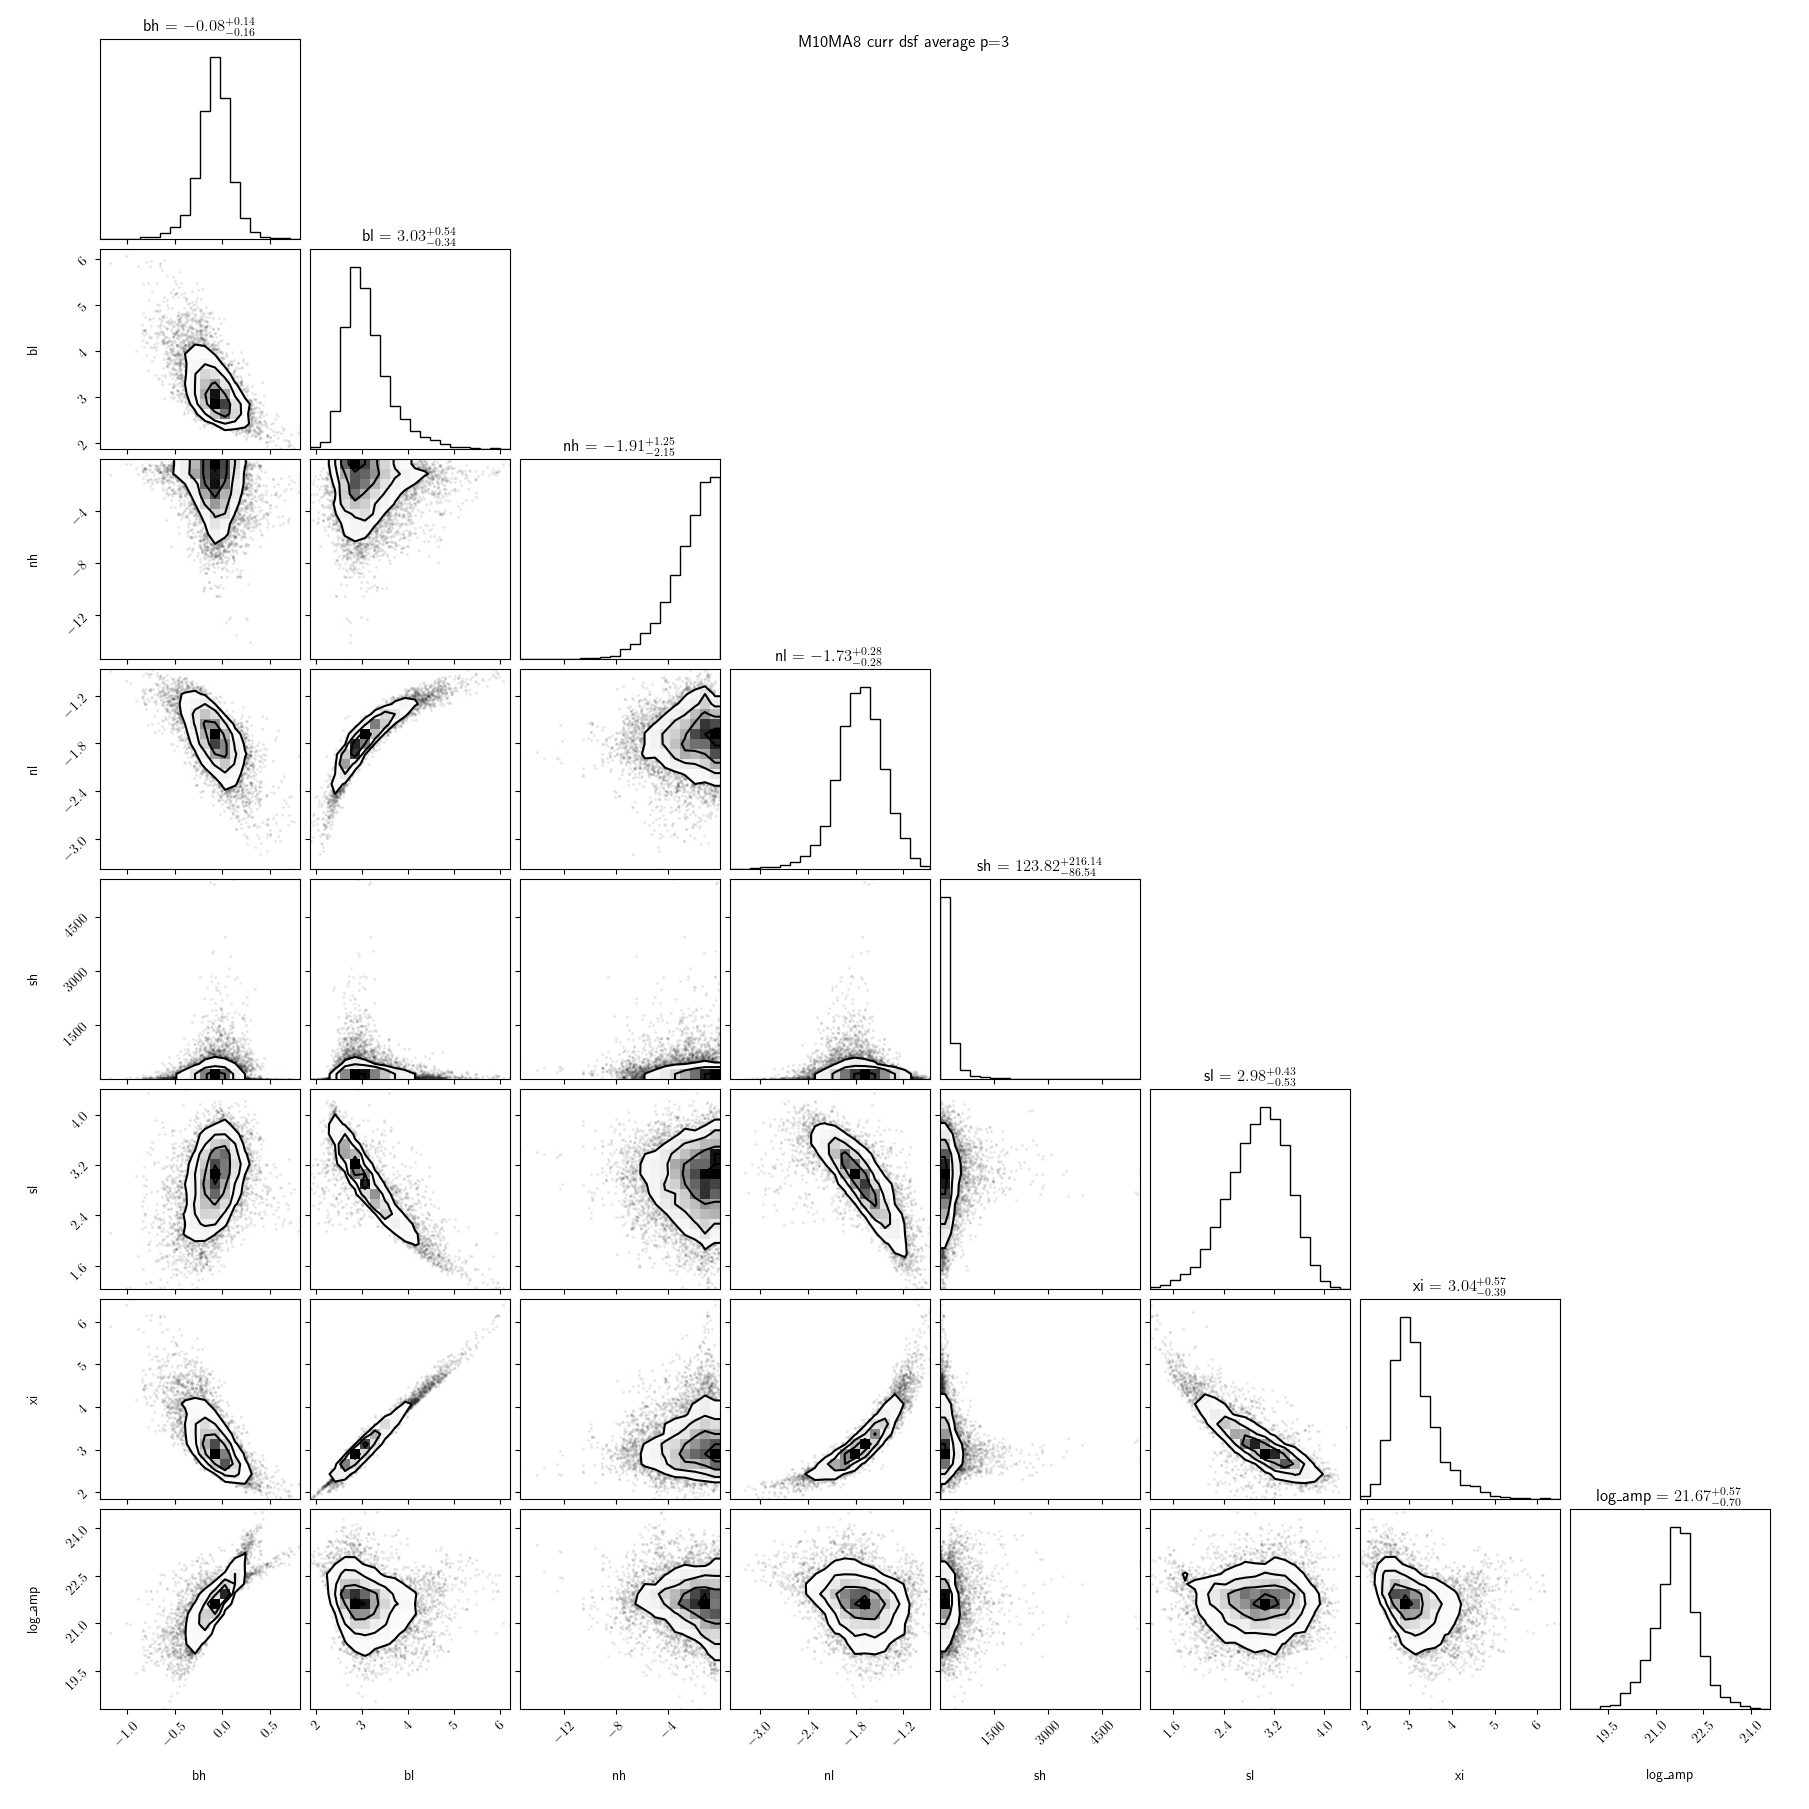 bh = −0.08+0.14−0.16
M10MA8 curr dsf average p=3
bl = 3.03+0.54−0.34
6
5
4
3
2
bl
nh = −1.91+1.25−2.15
−4
−8
−12
nh
nl = −1.73+0.28−0.28
−1.2
−1.8
−2.4
−3.0
nl
sh = 123.82+216.14−86.54
4500
3000
1500
sh
sl = 2.98+0.43−0.53
4.0
3.2
2.4
1.6
sl
xi = 3.04+0.57−0.39
6
5
4
3
2
xi
log_amp = 21.67+0.57−0.70
24.0
22.5
21.0
19.5
log_amp
−1.0 −0.5 0.0 0.5 2 3 4 5 6 −12 −8 −4 −3.0 −2.4 −1.8 −1.2 1500 3000 4500 1.6 2.4 3.2 4.0 2 3 4 5 6 19.5 21.0 22.5 24.0
bh bl nh nl sh sl xi log_amp